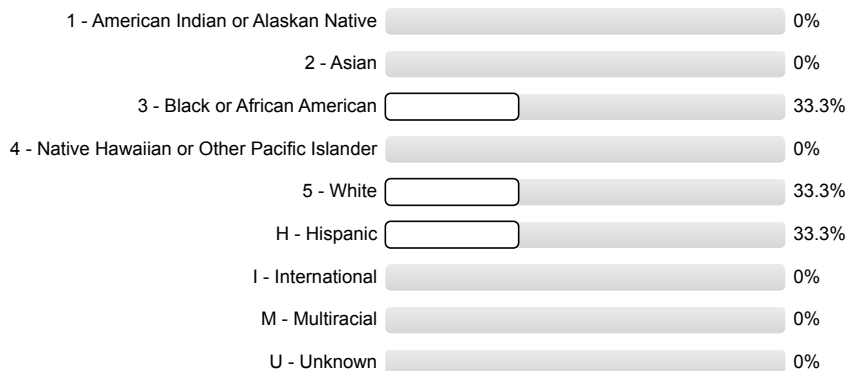 1 - American Indian or Alaskan Native 0%
2 - Asian 0%
3 - Black or African American 33.3%
4 - Native Hawaiian or Other Pacific Islander 0%
5 - White 33.3%
H - Hispanic 33.3%
I - International 0%
M - Multiracial 0%
U - Unknown 0%